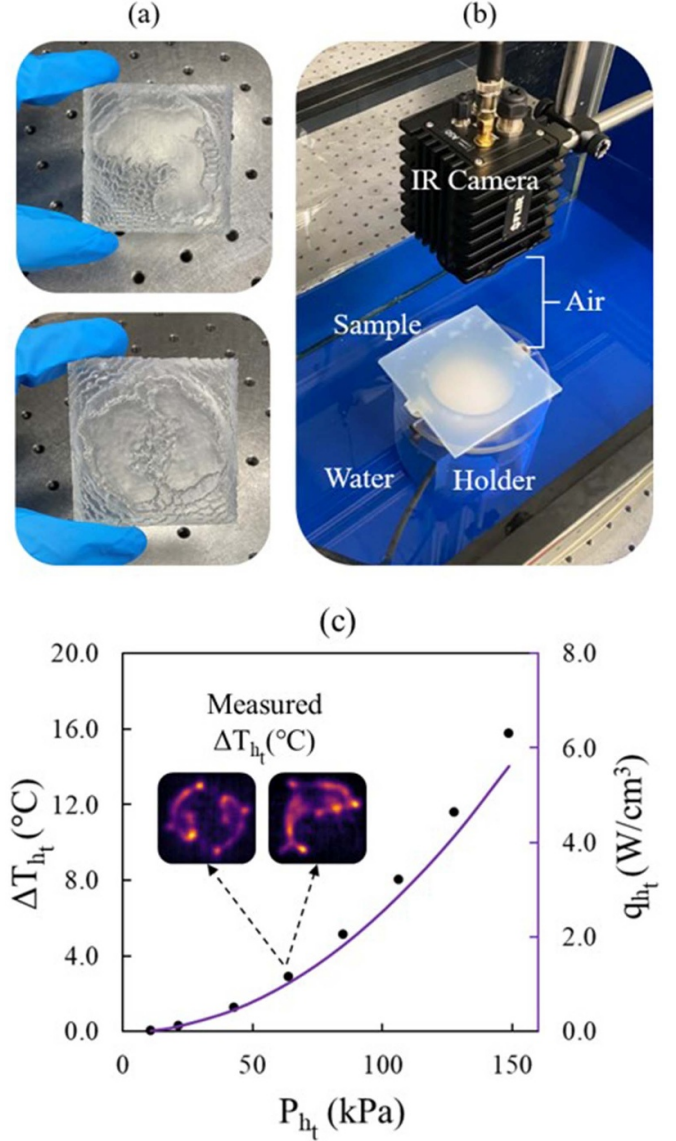 (a)
(b)
IR Camera
FLIR
Air
Sample
Water
Holder
(c)
20.0
16.0
12.0
8.0
4.0
0.0
ΔT_{h_t} (°C)
Measured
ΔT_{h_t}(°C)
8.0
6.0
4.0
2.0
0.0
q_{h_t} (W/cm³)
0
50
100
150
P_{h_t} (kPa)